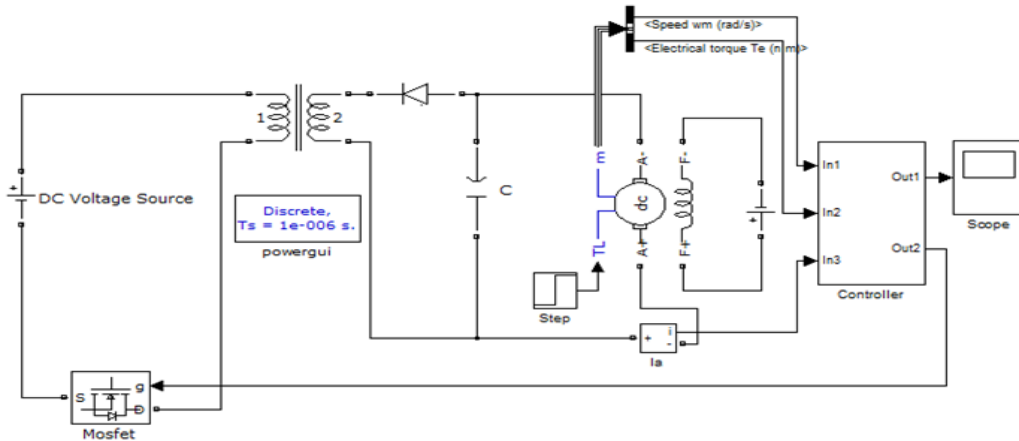 <Speed wm (rad/s)>
<Electrical torque Te (n m)>
1
2
+
DC Voltage Source
Discrete,
Ts = 1e-006 s.
powergui
C
m
A-
F-
dc
TL
A+
F+
+
Step
+
i
-
Ia
In1
In2
In3
Out1
Out2
Controller
Scope
S
g
D
Mosfet